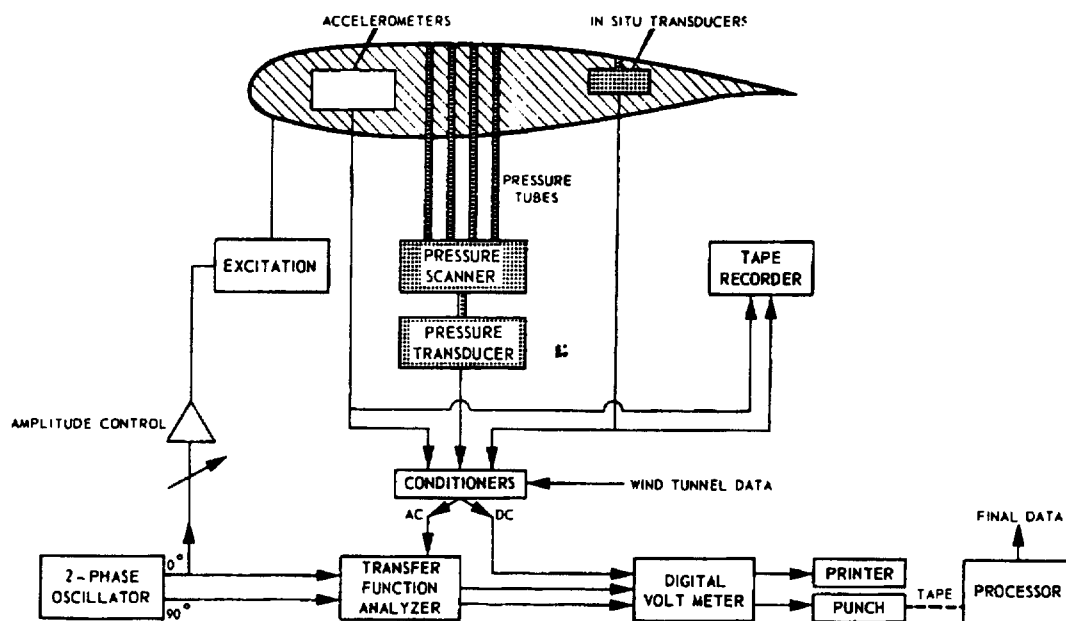 ACCELEROMETERS
IN SITU TRANSDUCERS
PRESSURE
TUBES
EXCITATION
PRESSURE
SCANNER
TAPE
RECORDER
PRESSURE
TRANSDUCER
AMPLITUDE CONTROL
CONDITIONERS
WIND TUNNEL DATA
AC
DC
FINAL DATA
2-PHASE
OSCILLATOR
0°
90°
TRANSFER
FUNCTION
ANALYZER
DIGITAL
VOLT METER
PRINTER
PUNCH
TAPE
PROCESSOR